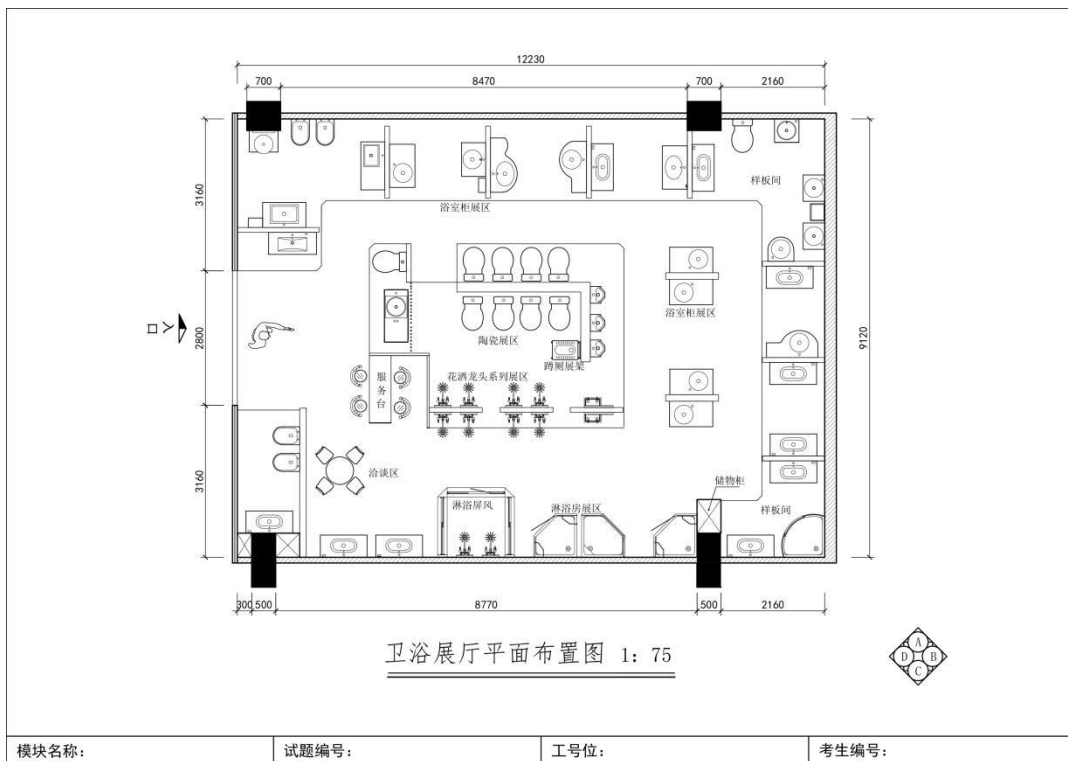 12230
700
8470
700
2160
3160
2800
3160
9120
样板间
浴室柜展区
浴室柜展区
陶瓷展区
蹲厕展架
花洒龙头系列展区
服务台
入口
洽谈区
储物柜
淋浴屏风
淋浴房展区
样板间
300
500
8770
500
2160
卫浴展厅平面布置图 1: 75
A
D B
C
模块名称:
试题编号:
工号位:
考生编号: